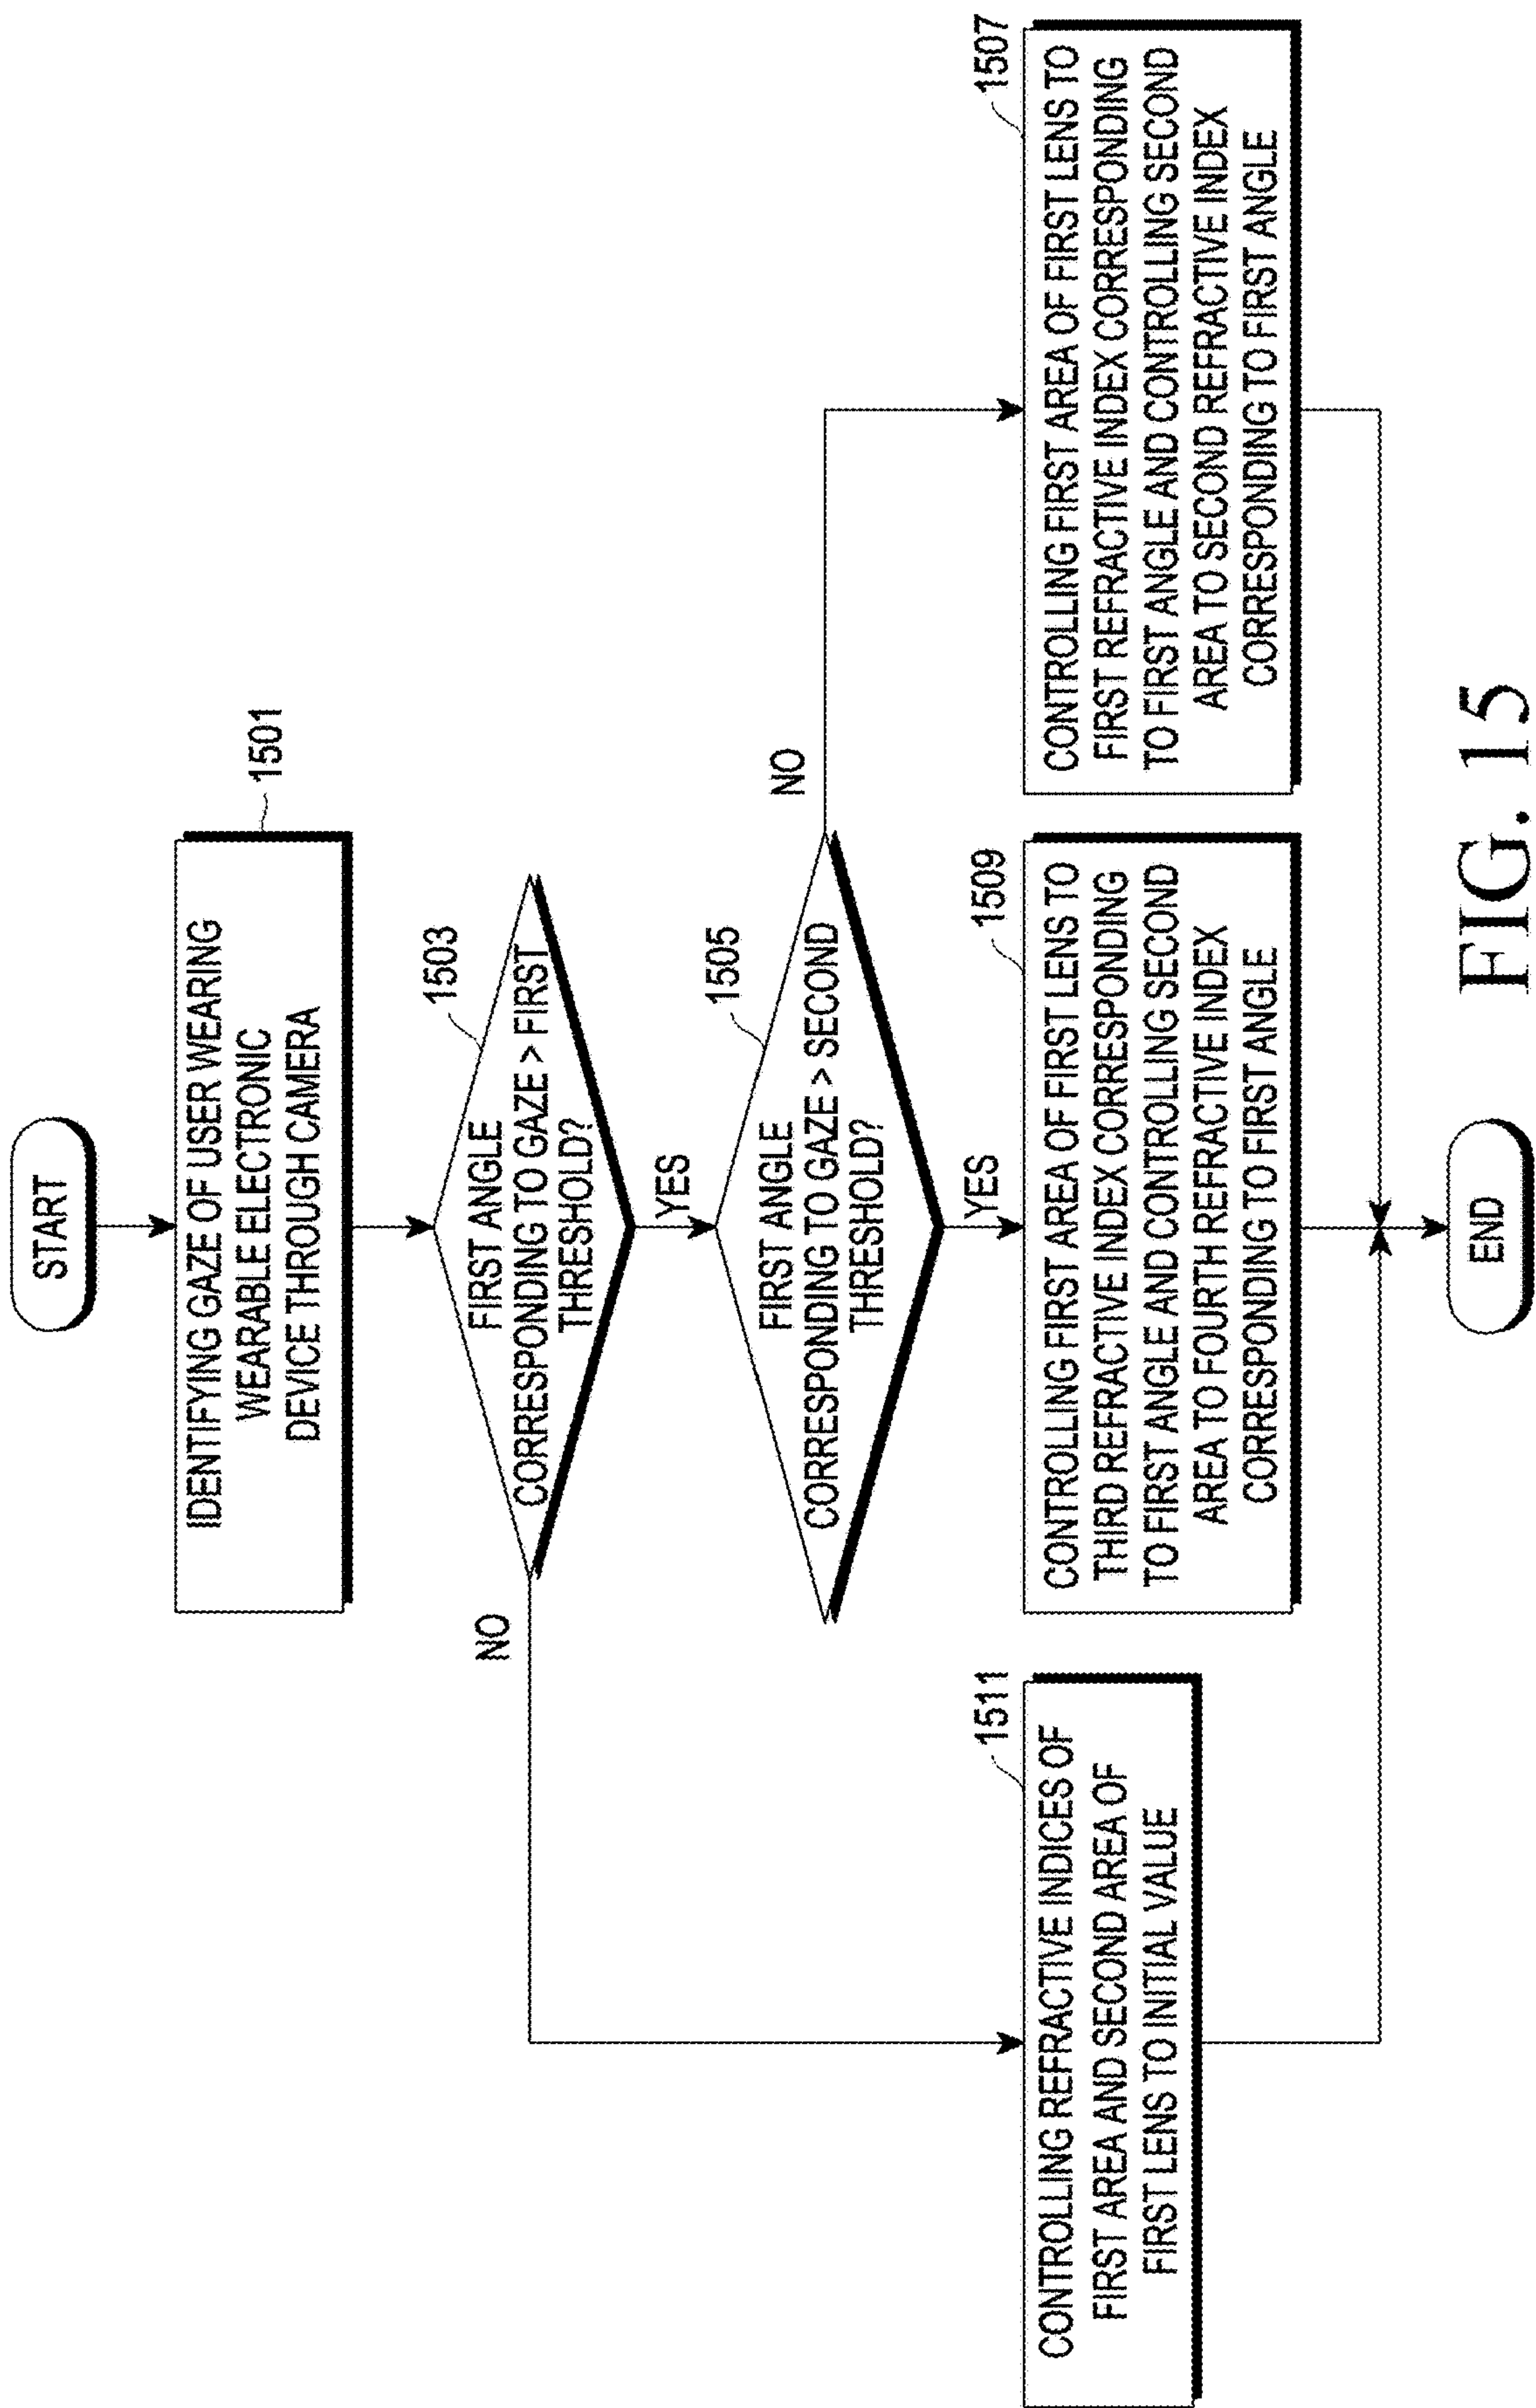 START
1501
IDENTIFYING GAZE OF USER WEARING
WEARABLE ELECTRONIC
DEVICE THROUGH CAMERA
1503
FIRST ANGLE
CORRESPONDING TO GAZE > FIRST
THRESHOLD?
NO
YES
1505
FIRST ANGLE
CORRESPONDING TO GAZE > SECOND
THRESHOLD?
NO
YES
1511
CONTROLLING REFRACTIVE INDICES OF
FIRST AREA AND SECOND AREA OF
FIRST LENS TO INITIAL VALUE
1509
CONTROLLING FIRST AREA OF FIRST LENS TO
THIRD REFRACTIVE INDEX CORRESPONDING
TO FIRST ANGLE AND CONTROLLING SECOND
AREA TO FOURTH REFRACTIVE INDEX
CORRESPONDING TO FIRST ANGLE
1507
CONTROLLING FIRST AREA OF FIRST LENS TO
FIRST REFRACTIVE INDEX CORRESPONDING
TO FIRST ANGLE AND CONTROLLING SECOND
AREA TO SECOND REFRACTIVE INDEX
CORRESPONDING TO FIRST ANGLE
END
FIG. 15